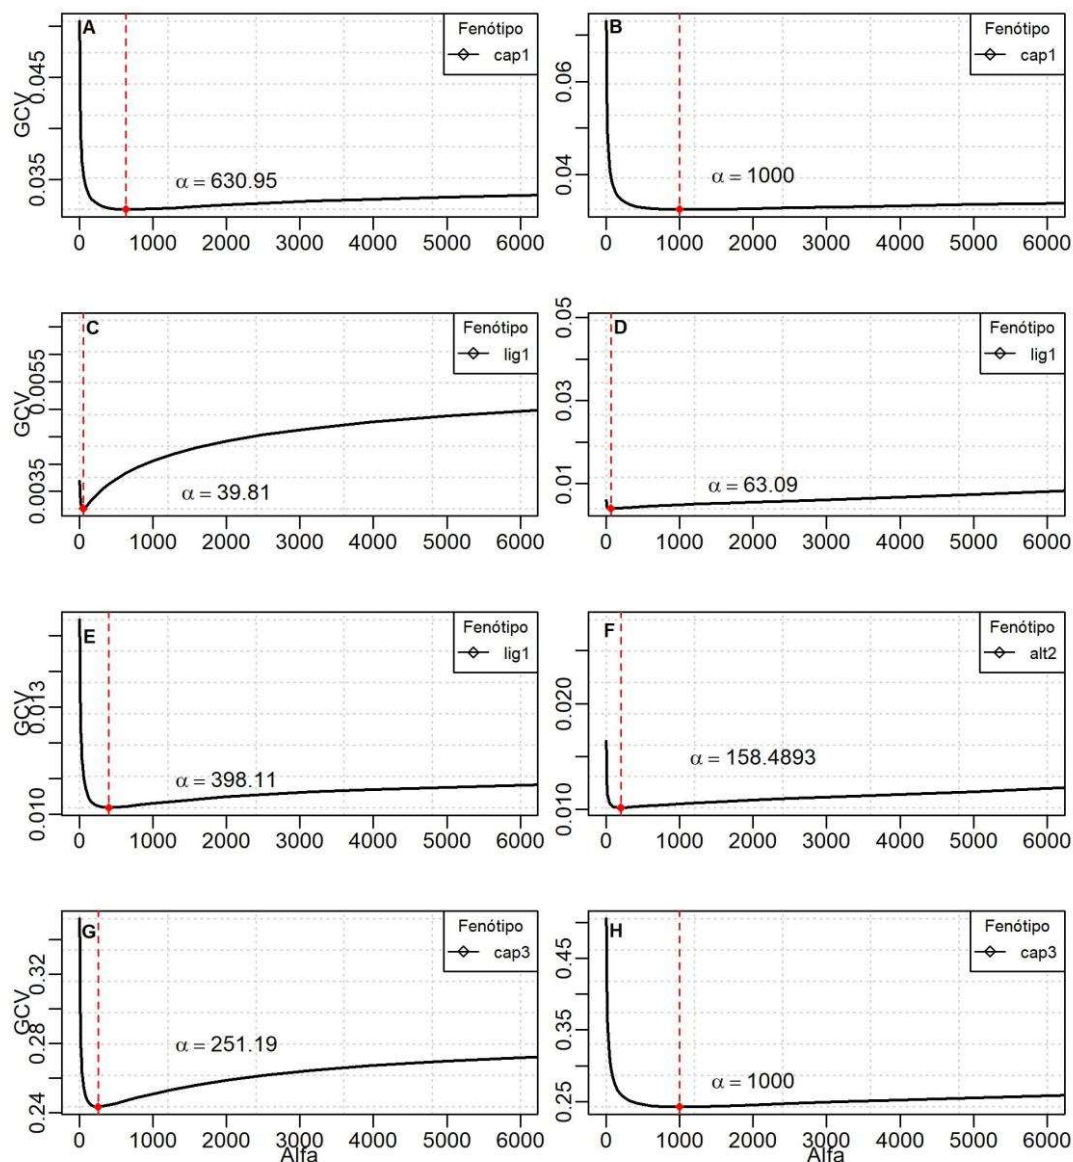 A
Fenótipo
cap1
GCV
0.035 0.045
α = 630.95
0 1000 2000 3000 4000 5000 6000
B
Fenótipo
cap1
0.04 0.06
α = 1000
0 1000 2000 3000 4000 5000 6000
C
Fenótipo
lig1
GCV
0.0035 0.0055
α = 39.81
0 1000 2000 3000 4000 5000 6000
D
Fenótipo
lig1
0.01 0.03 0.05
α = 63.09
0 1000 2000 3000 4000 5000 6000
E
Fenótipo
lig1
GCV
0.010 0.013
α = 398.11
0 1000 2000 3000 4000 5000 6000
F
Fenótipo
alt2
0.010 0.020
α = 158.4893
0 1000 2000 3000 4000 5000 6000
G
Fenótipo
cap3
GCV
0.24 0.28 0.32
α = 251.19
0 1000 2000 3000 4000 5000 6000
Alfa
H
Fenótipo
cap3
0.25 0.35 0.45
α = 1000
0 1000 2000 3000 4000 5000 6000
Alfa